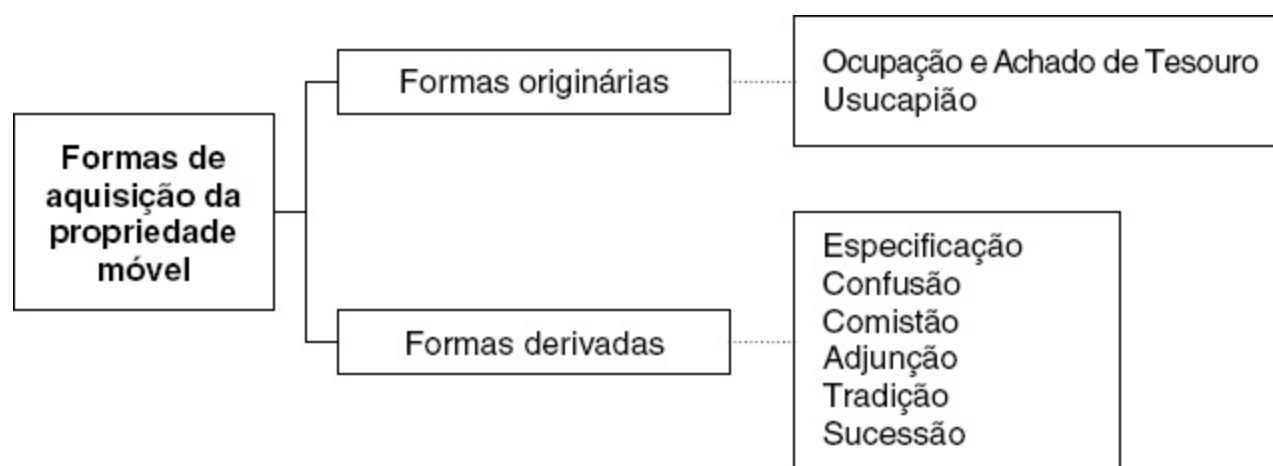 Formas de
aquisição da
propriedade
móvel
Formas originárias
Ocupação e Achado de Tesouro
Usucapião
Formas derivadas
Especificação
Confusão
Comistão
Adjunção
Tradição
Sucessão